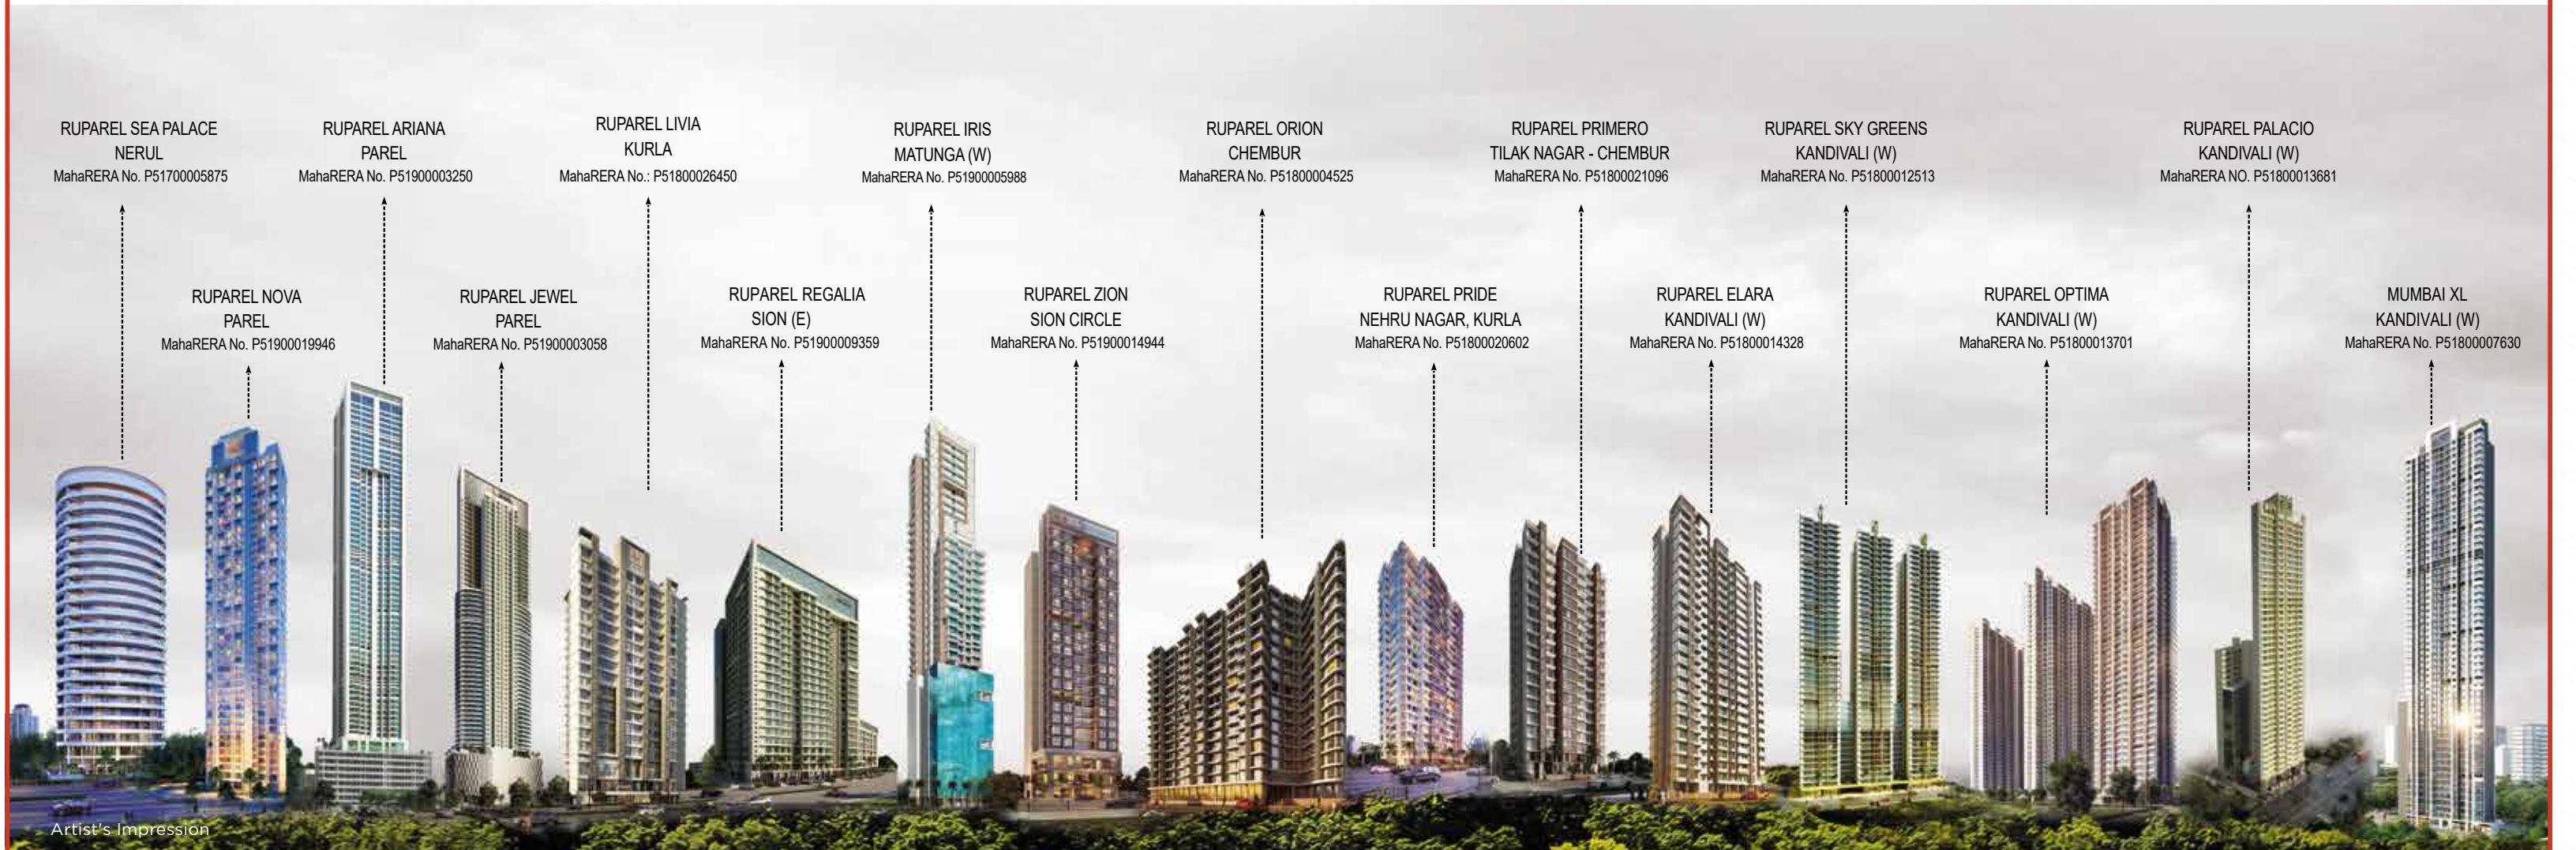 RUPAREL SEA PALACE
NERUL
MahaRERA No. P51700005875
RUPAREL ARIANA
PAREL
MahaRERA No. P51900003250
RUPAREL LIVIA
KURLA
MahaRERA No.: P51800026450
RUPAREL IRIS
MATUNGA (W)
MahaRERA No. P51900005988
RUPAREL ORION
CHEMBUR
MahaRERA No. P51800004525
RUPAREL PRIMERO
TILAK NAGAR - CHEMBUR
MahaRERA No. P51800021096
RUPAREL SKY GREENS
KANDIVALI (W)
MahaRERA No. P51800012513
RUPAREL PALACIO
KANDIVALI (W)
MahaRERA NO. P51800013681
RUPAREL NOVA
PAREL
MahaRERA No. P51900019946
RUPAREL JEWEL
PAREL
MahaRERA No. P51900003058
RUPAREL REGALIA
SION (E)
MahaRERA No. P51900009359
RUPAREL ZION
SION CIRCLE
MahaRERA No. P51900014944
RUPAREL PRIDE
NEHRU NAGAR, KURLA
MahaRERA No. P51800020602
RUPAREL ELARA
KANDIVALI (W)
MahaRERA No. P51800014328
RUPAREL OPTIMA
KANDIVALI (W)
MahaRERA No. P51800013701
MUMBAI XL
KANDIVALI (W)
MahaRERA No. P51800007630
Artist's Impression